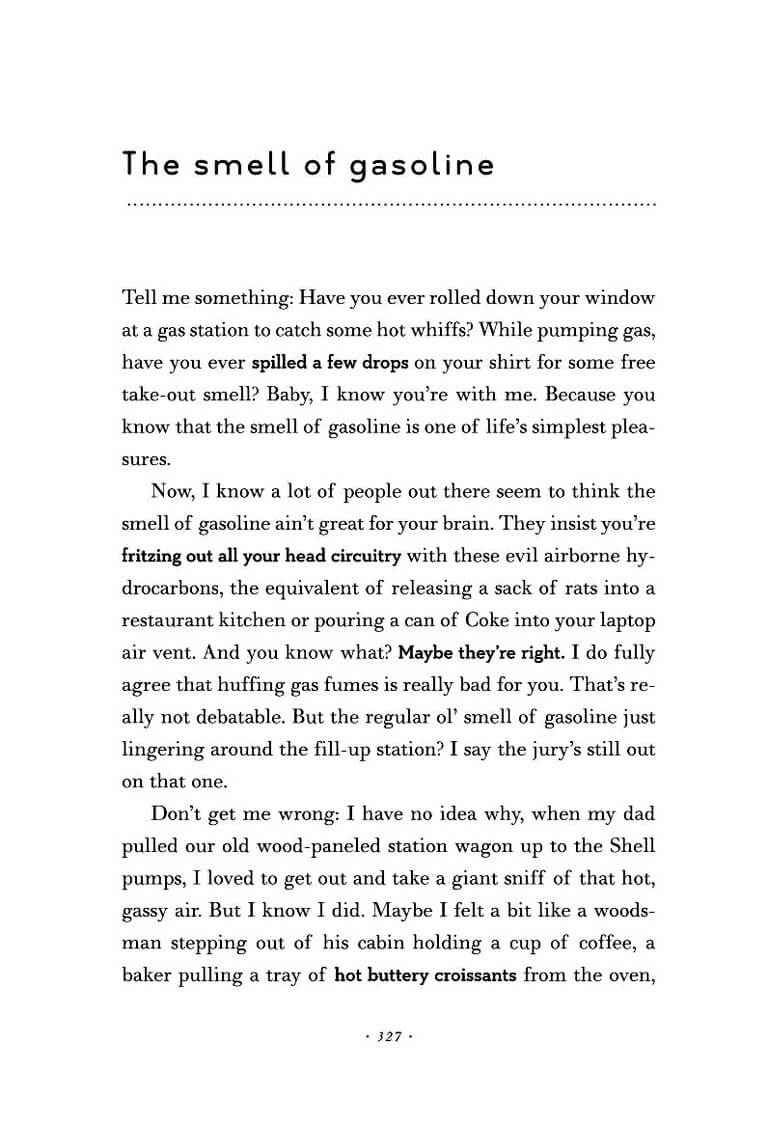 The smell of gasoline
Tell me something: Have you ever rolled down your window
at a gas station to catch some hot whiffs? While pumping gas,
have you ever spilled a few drops on your shirt for some free
take-out smell? Baby, I know you’re with me. Because you
know that the smell of gasoline is one of life’s simplest plea-
sures.
Now, I know a lot of people out there seem to think the
smell of gasoline ain’t great for your brain. They insist you’re
fritzing out all your head circuitry with these evil airborne hy-
drocarbons, the equivalent of releasing a sack of rats into a
restaurant kitchen or pouring a can of Coke into your laptop
air vent. And you know what? Maybe they’re right. I do fully
agree that huffing gas fumes is really bad for you. That’s re-
ally not debatable. But the regular ol’ smell of gasoline just
lingering around the fill-up station? I say the jury’s still out
on that one.
Don’t get me wrong: I have no idea why, when my dad
pulled our old wood-paneled station wagon up to the Shell
pumps, I loved to get out and take a giant sniff of that hot,
gassy air. But I know I did. Maybe I felt a bit like a woods-
man stepping out of his cabin holding a cup of coffee, a
baker pulling a tray of hot buttery croissants from the oven,
· 327 ·